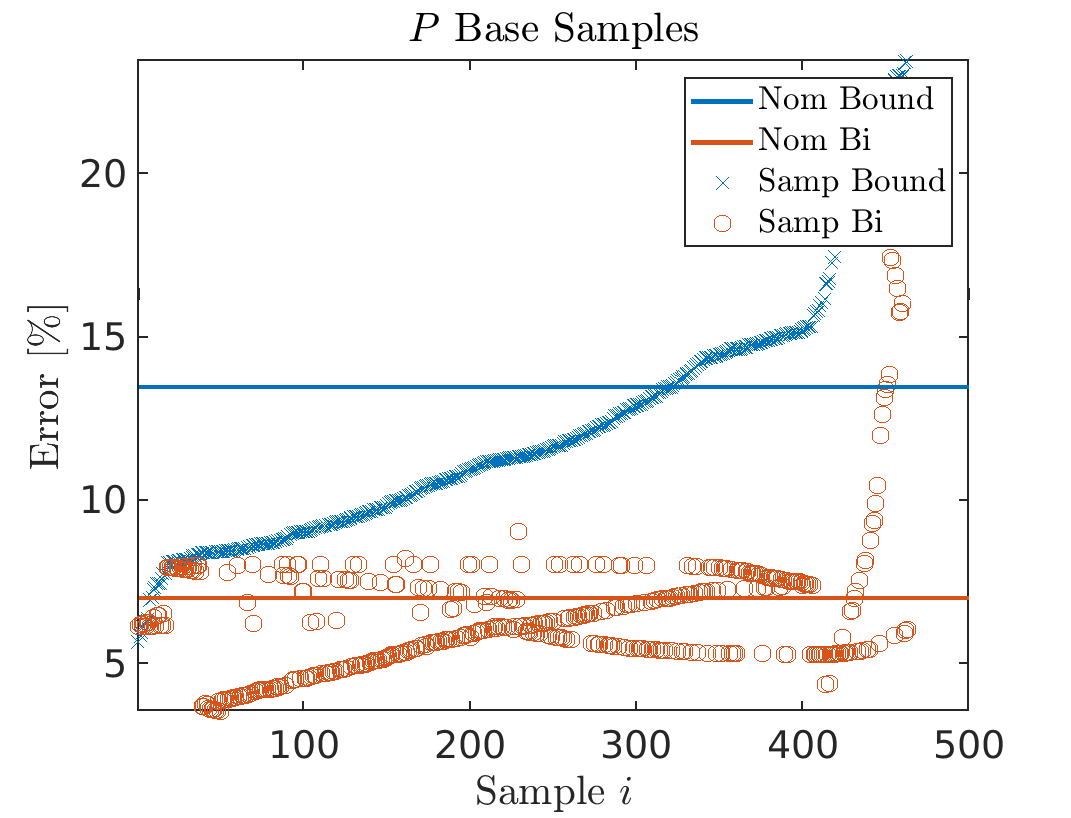 P Base Samples
Nom Bound
Nom Bi
Samp Bound
Samp Bi
Error [%]
20
15
10
5
100
200
300
400
500
Sample i